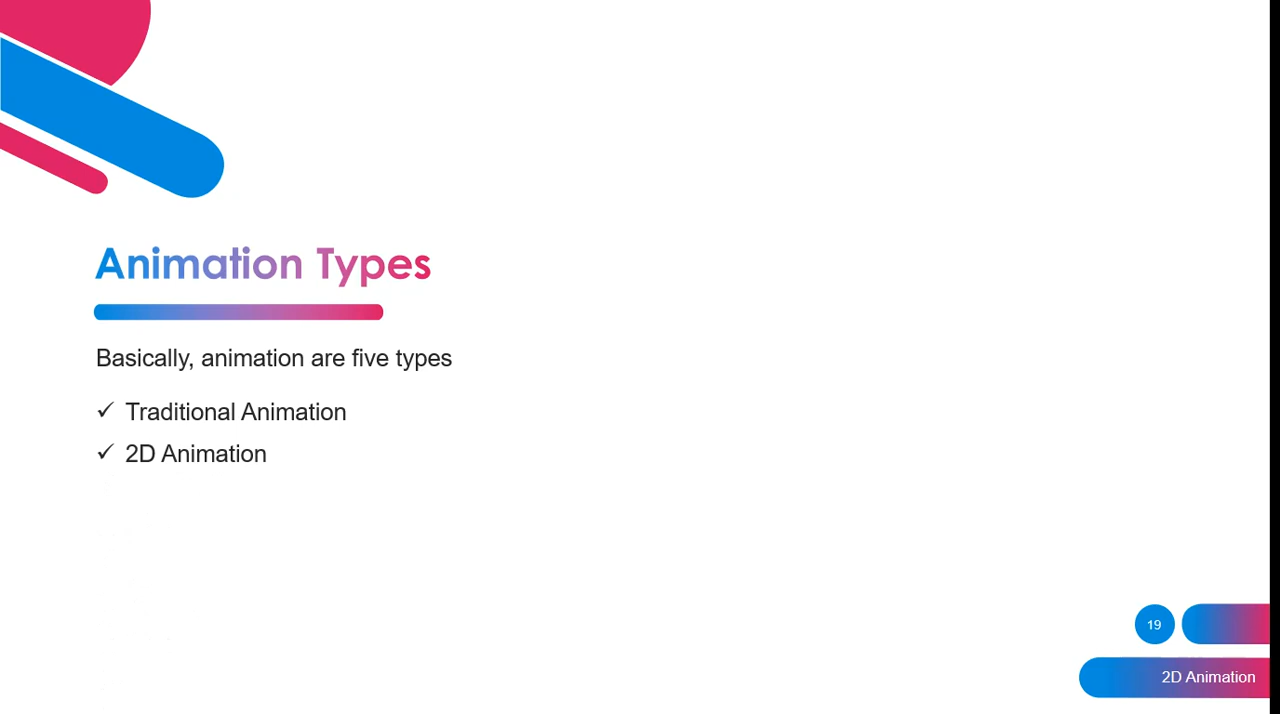 Animation Types
Basically, animation are five types
✓ Traditional Animation
✓ 2D Animation
19
2D Animation